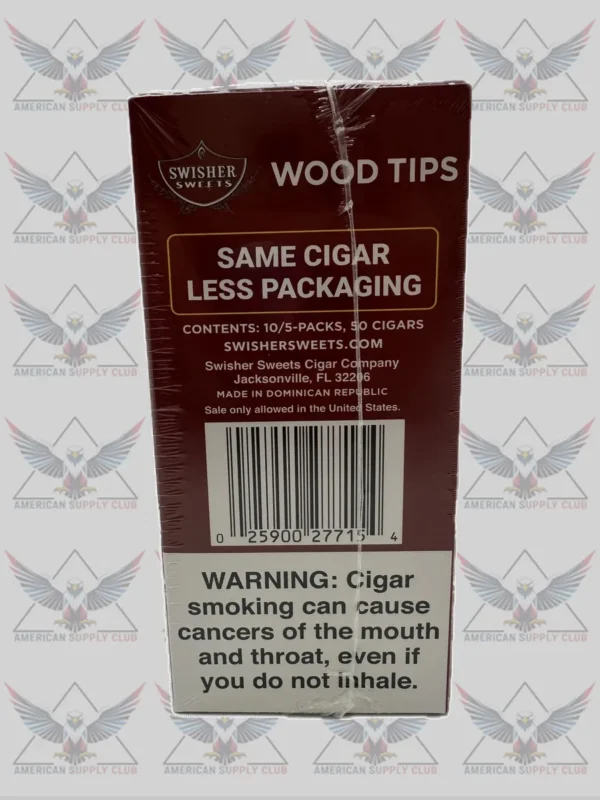 SWISHER
SWEETS
WOOD TIPS
SAME CIGAR
LESS PACKAGING
CONTENTS: 10/5-PACKS, 50 CIGARS
SWISHERSWEETS.COM
Swisher Sweets Cigar Company
Jacksonville, FL 32206
MADE IN DOMINICAN REPUBLIC
Sale only allowed in the United States.
0 25900 27715 4
WARNING: Cigar
smoking can cause
cancers of the mouth
and throat, even if
you do not inhale.
AMERICAN SUPPLY CLUB